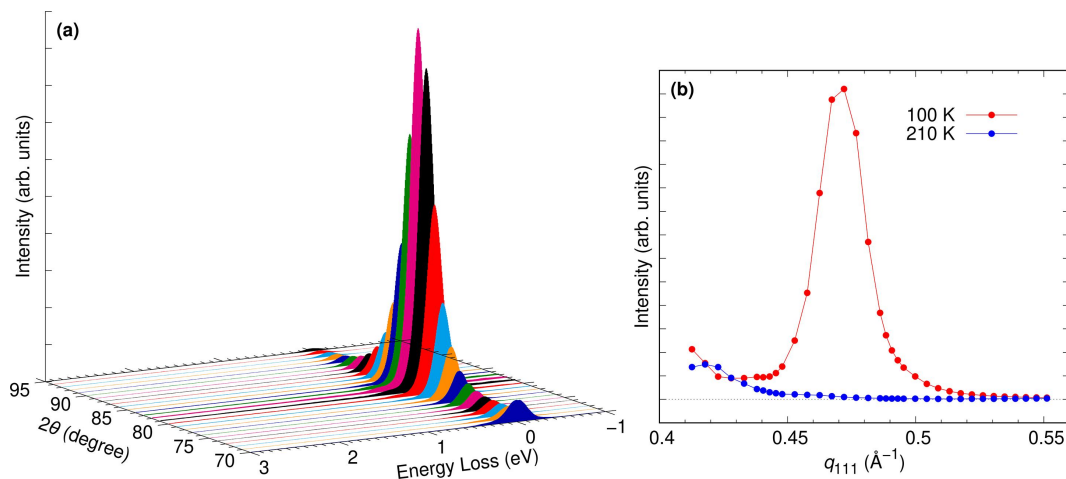 (a)
Intensity (arb. units)
95
90
85
80
75
70
2θ (degree)
3
2
1
0
−1
Energy Loss (eV)
(b)
100 K
210 K
Intensity (arb. units)
0.4
0.45
0.5
0.55
q111 (Å−1)